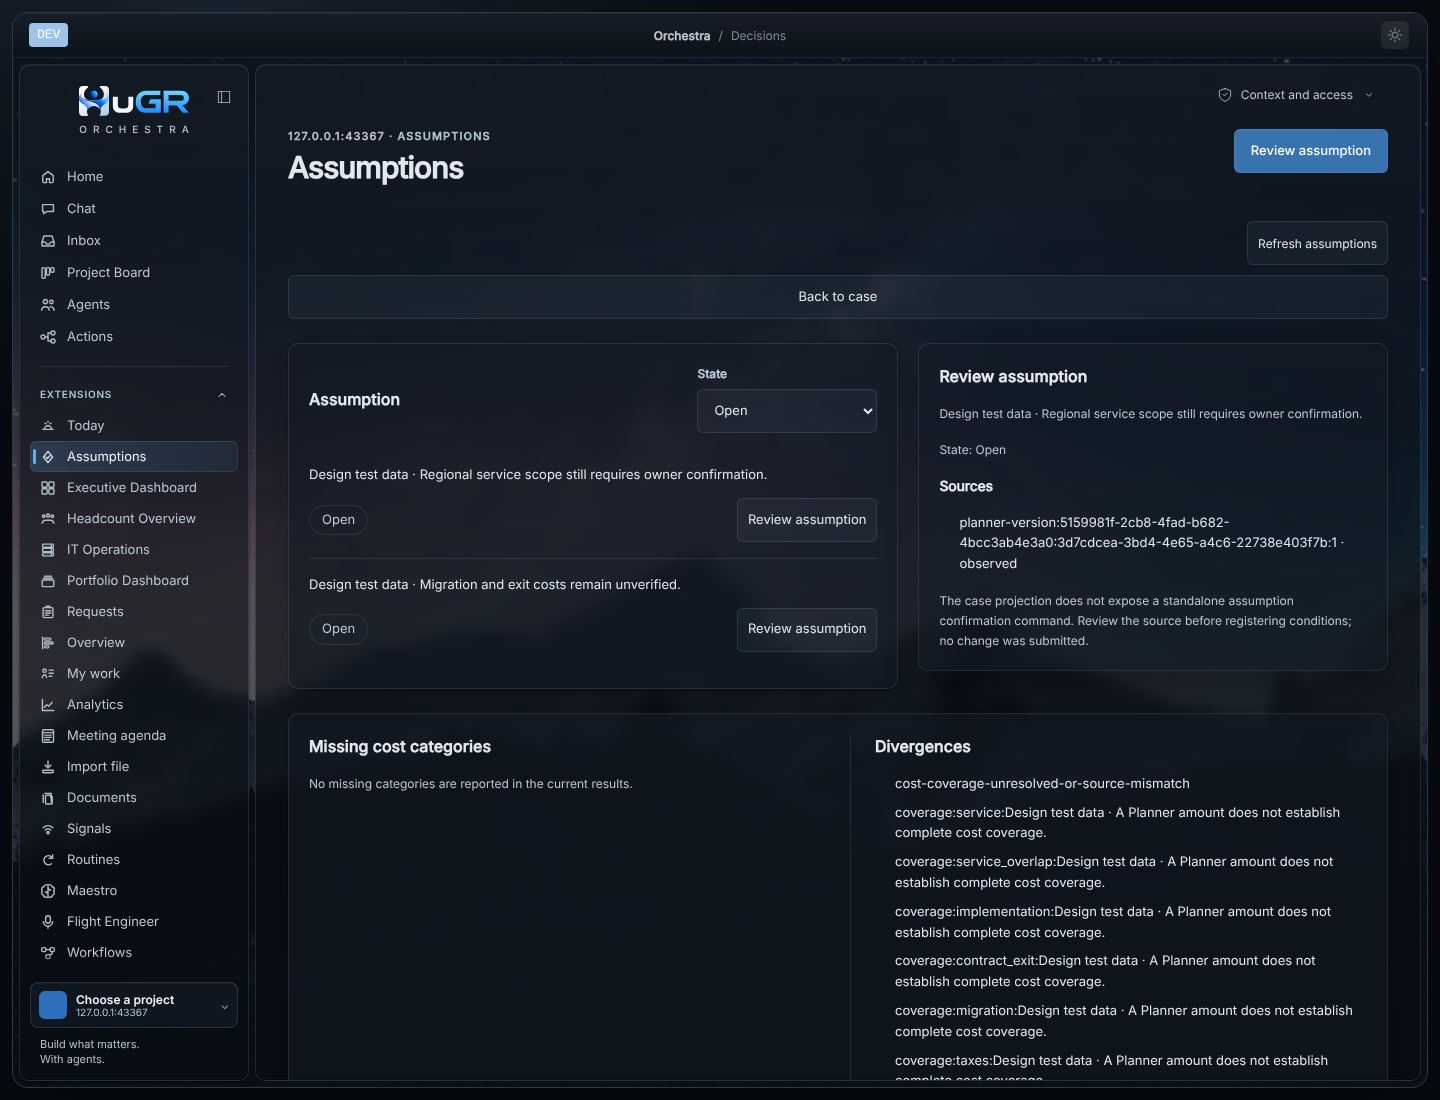 DEV
Orchestra / Decisions
HuGR
ORCHESTRA
Home
Chat
Inbox
Project Board
Agents
Actions
EXTENSIONS
Today
Assumptions
Executive Dashboard
Headcount Overview
IT Operations
Portfolio Dashboard
Requests
Overview
My work
Analytics
Meeting agenda
Import file
Documents
Signals
Routines
Maestro
Flight Engineer
Workflows
Choose a project
127.0.0.1:43367
Build what matters.
With agents.
Context and access
127.0.0.1:43367 · ASSUMPTIONS
Assumptions
Review assumption
Refresh assumptions
Back to case
Assumption
State
Open
Design test data · Regional service scope still requires owner confirmation.
Open
Review assumption
Design test data · Migration and exit costs remain unverified.
Open
Review assumption
Review assumption
Design test data · Regional service scope still requires owner confirmation.
State: Open
Sources
planner-version:5159981f-2cb8-4fad-b682-
4bcc3ab4e3a0:3d7cdcea-3bd4-4e65-a4c6-22738e403f7b:1 ·
observed
The case projection does not expose a standalone assumption
confirmation command. Review the source before registering conditions;
no change was submitted.
Missing cost categories
No missing categories are reported in the current results.
Divergences
cost-coverage-unresolved-or-source-mismatch
coverage:service:Design test data · A Planner amount does not establish
complete cost coverage.
coverage:service_overlap:Design test data · A Planner amount does not
establish complete cost coverage.
coverage:implementation:Design test data · A Planner amount does not
establish complete cost coverage.
coverage:contract_exit:Design test data · A Planner amount does not
establish complete cost coverage.
coverage:migration:Design test data · A Planner amount does not establish
complete cost coverage.
coverage:taxes:Design test data · A Planner amount does not establish
complete cost coverage.